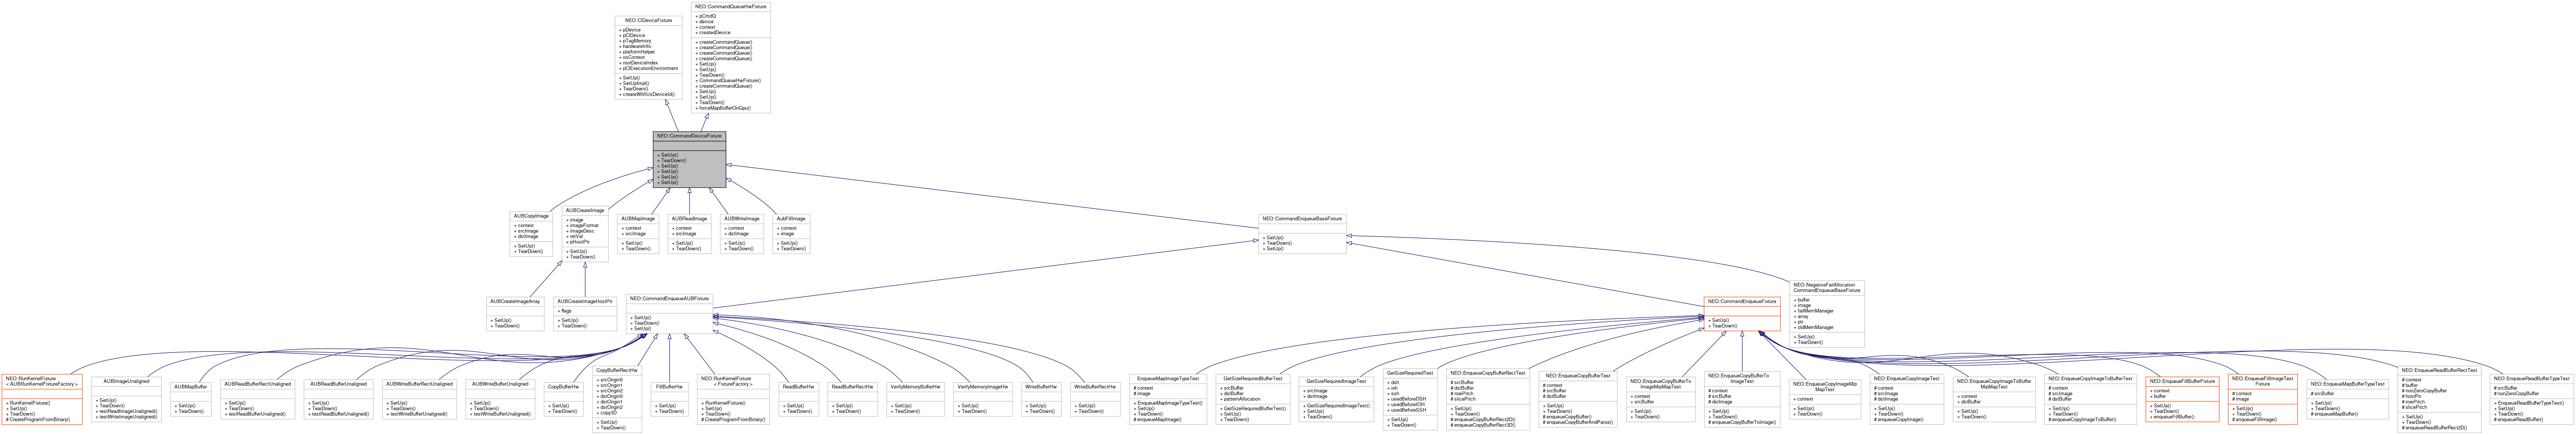 NEO::ClDeviceFixture
+ pDevice
+ pClDevice
+ pTagMemory
+ hardwareInfo
+ platformHelper
+ osContext
+ rootDeviceIndex
+ pClExecutionEnvironment
+ SetUp()
+ SetUpImpl()
+ TearDown()
+ createWithUsDeviceId()
NEO::CommandQueueHwFixture
+ pCmdQ
+ device
+ context
+ createdDevice
+ createCommandQueue()
+ createCommandQueue()
+ createCommandQueue()
+ createCommandQueue()
+ SetUp()
+ SetUp()
+ TearDown()
+ CommandQueueHwFixture()
+ createCommandQueue()
+ SetUp()
+ SetUp()
+ TearDown()
+ forceMapBufferOnGpu()
NEO::CommandDeviceFixture
+ SetUp()
+ TearDown()
+ SetUp()
+ SetUp()
+ SetUp()
+ SetUp()
AUBCopyImage
+ context
+ srcImage
+ dstImage
+ SetUp()
+ TearDown()
AUBCreateImage
+ image
+ imageFormat
+ imageDesc
+ retVal
+ pHostPtr
+ SetUp()
+ TearDown()
AUBMapImage
+ context
+ srcImage
+ SetUp()
+ TearDown()
AUBReadImage
+ context
+ srcImage
+ SetUp()
+ TearDown()
AUBWriteImage
+ context
+ dstImage
+ SetUp()
+ TearDown()
AubFillImage
+ context
+ image
+ SetUp()
+ TearDown()
NEO::CommandEnqueueBaseFixture
+ SetUp()
+ TearDown()
+ SetUp()
AUBCreateImageArray
+ SetUp()
+ TearDown()
AUBCreateImageHostPtr
+ flags
+ SetUp()
+ TearDown()
NEO::CommandEnqueueAUBFixture
+ SetUp()
+ TearDown()
+ SetUp()
NEO::CommandEnqueueFixture
+ SetUp()
+ TearDown()
NEO::NegativeFailAllocation
CommandEnqueueBaseFixture
+ buffer
+ image
+ failMemManager
+ array
+ ptr
+ oldMemManager
+ SetUp()
+ TearDown()
NEO::RunKernelFixture
< AUBRunKernelFixtureFactory >
+ RunKernelFixture()
+ SetUp()
+ TearDown()
# CreateProgramFromBinary()
AUBImageUnaligned
+ SetUp()
+ TearDown()
+ testReadImageUnaligned()
+ testWriteImageUnaligned()
AUBMapBuffer
+ SetUp()
+ TearDown()
AUBReadBufferRectUnaligned
+ SetUp()
+ TearDown()
+ testReadBufferUnaligned()
AUBReadBufferUnaligned
+ SetUp()
+ TearDown()
+ testReadBufferUnaligned()
AUBWriteBufferRectUnaligned
+ SetUp()
+ TearDown()
+ testWriteBufferUnaligned()
AUBWriteBufferUnaligned
+ SetUp()
+ TearDown()
+ testWriteBufferUnaligned()
CopyBufferHw
+ SetUp()
+ TearDown()
CopyBufferRectHw
+ srcOrigin0
+ srcOrigin1
+ srcOrigin2
+ dstOrigin0
+ dstOrigin1
+ dstOrigin2
+ copy3D
+ SetUp()
+ TearDown()
FillBufferHw
+ SetUp()
+ TearDown()
NEO::RunKernelFixture
< FixtureFactory >
+ RunKernelFixture()
+ SetUp()
+ TearDown()
# CreateProgramFromBinary()
ReadBufferHw
+ SetUp()
+ TearDown()
ReadBufferRectHw
+ SetUp()
+ TearDown()
VerifyMemoryBufferHw
+ SetUp()
+ TearDown()
VerifyMemoryImageHw
+ SetUp()
+ TearDown()
WriteBufferHw
+ SetUp()
+ TearDown()
WriteBufferRectHw
+ SetUp()
+ TearDown()
EnqueueMapImageTypeTest
# context
# image
+ EnqueueMapImageTypeTest()
+ SetUp()
+ TearDown()
# enqueueMapImage()
GetSizeRequiredBufferTest
+ srcBuffer
+ dstBuffer
+ patternAllocation
+ GetSizeRequiredBufferTest()
+ SetUp()
+ TearDown()
GetSizeRequiredImageTest
+ srcImage
+ dstImage
+ GetSizeRequiredImageTest()
+ SetUp()
+ TearDown()
GetSizeRequiredTest
+ dsh
+ ioh
+ ssh
+ usedBeforeDSH
+ usedBeforeIOH
+ usedBeforeSSH
+ SetUp()
+ TearDown()
NEO::EnqueueCopyBufferRectTest
# srcBuffer
# dstBuffer
# rowPitch
# slicePitch
+ SetUp()
+ TearDown()
# enqueueCopyBufferRect2D()
# enqueueCopyBufferRect3D()
NEO::EnqueueCopyBufferTest
# context
# srcBuffer
# dstBuffer
+ SetUp()
+ TearDown()
# enqueueCopyBuffer()
# enqueueCopyBufferAndParse()
NEO::EnqueueCopyBufferTo
ImageMipMapTest
+ context
+ srcBuffer
+ SetUp()
+ TearDown()
NEO::EnqueueCopyBufferTo
ImageTest
# context
# srcBuffer
# dstImage
+ SetUp()
+ TearDown()
# enqueueCopyBufferToImage()
NEO::EnqueueCopyImageMip
MapTest
+ context
+ SetUp()
+ TearDown()
NEO::EnqueueCopyImageTest
# context
# srcImage
# dstImage
+ SetUp()
+ TearDown()
# enqueueCopyImage()
NEO::EnqueueCopyImageToBuffer
MipMapTest
+ context
+ dstBuffer
+ SetUp()
+ TearDown()
NEO::EnqueueCopyImageToBufferTest
# context
# srcImage
# dstBuffer
+ SetUp()
+ TearDown()
# enqueueCopyImageToBuffer()
NEO::EnqueueFillBufferFixture
+ context
+ buffer
+ SetUp()
+ TearDown()
+ enqueueFillBuffer()
NEO::EnqueueFillImageTest
Fixture
# context
# image
+ SetUp()
+ TearDown()
# enqueueFillImage()
NEO::EnqueueMapBufferTypeTest
# srcBuffer
+ SetUp()
+ TearDown()
# enqueueMapBuffer()
NEO::EnqueueReadBufferRectTest
# context
# buffer
# nonZeroCopyBuffer
# hostPtr
# rowPitch
# slicePitch
+ SetUp()
+ TearDown()
# enqueueReadBufferRect2D()
NEO::EnqueueReadBufferTypeTest
# srcBuffer
# nonZeroCopyBuffer
+ EnqueueReadBufferTypeTest()
+ SetUp()
+ TearDown()
# enqueueReadBuffer()